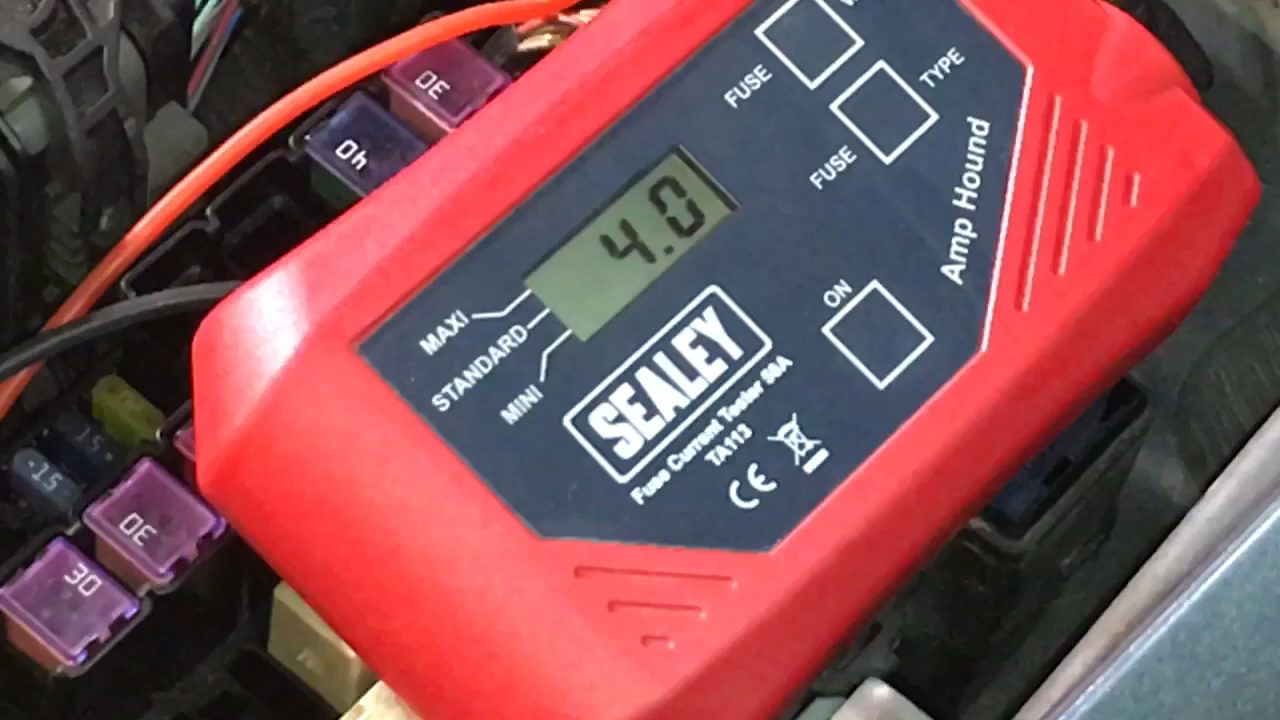 FUSE
TYPE
FUSE
Amp Hound
ON
4.0
MAXI
STANDARD
MINI
SEALEY
Fuse Current Tester 50A
TA113
CE
30
40
15
15
30
30